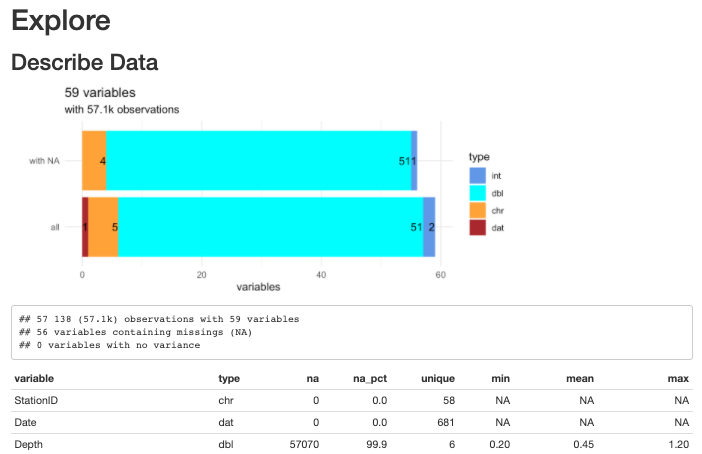 Explore
Describe Data
59 variables
with 57.1k observations
with NA
4
511
all
1
5
51
2
0
20
40
60
variables
type
int
dbl
chr
dat
## 57 138 (57.1k) observations with 59 variables
## 56 variables containing missings (NA)
## 0 variables with no variance
variable type na na_pct unique min mean max
StationID chr 0 0.0 58 NA NA NA
Date dat 0 0.0 681 NA NA NA
Depth dbl 57070 99.9 6 0.20 0.45 1.20